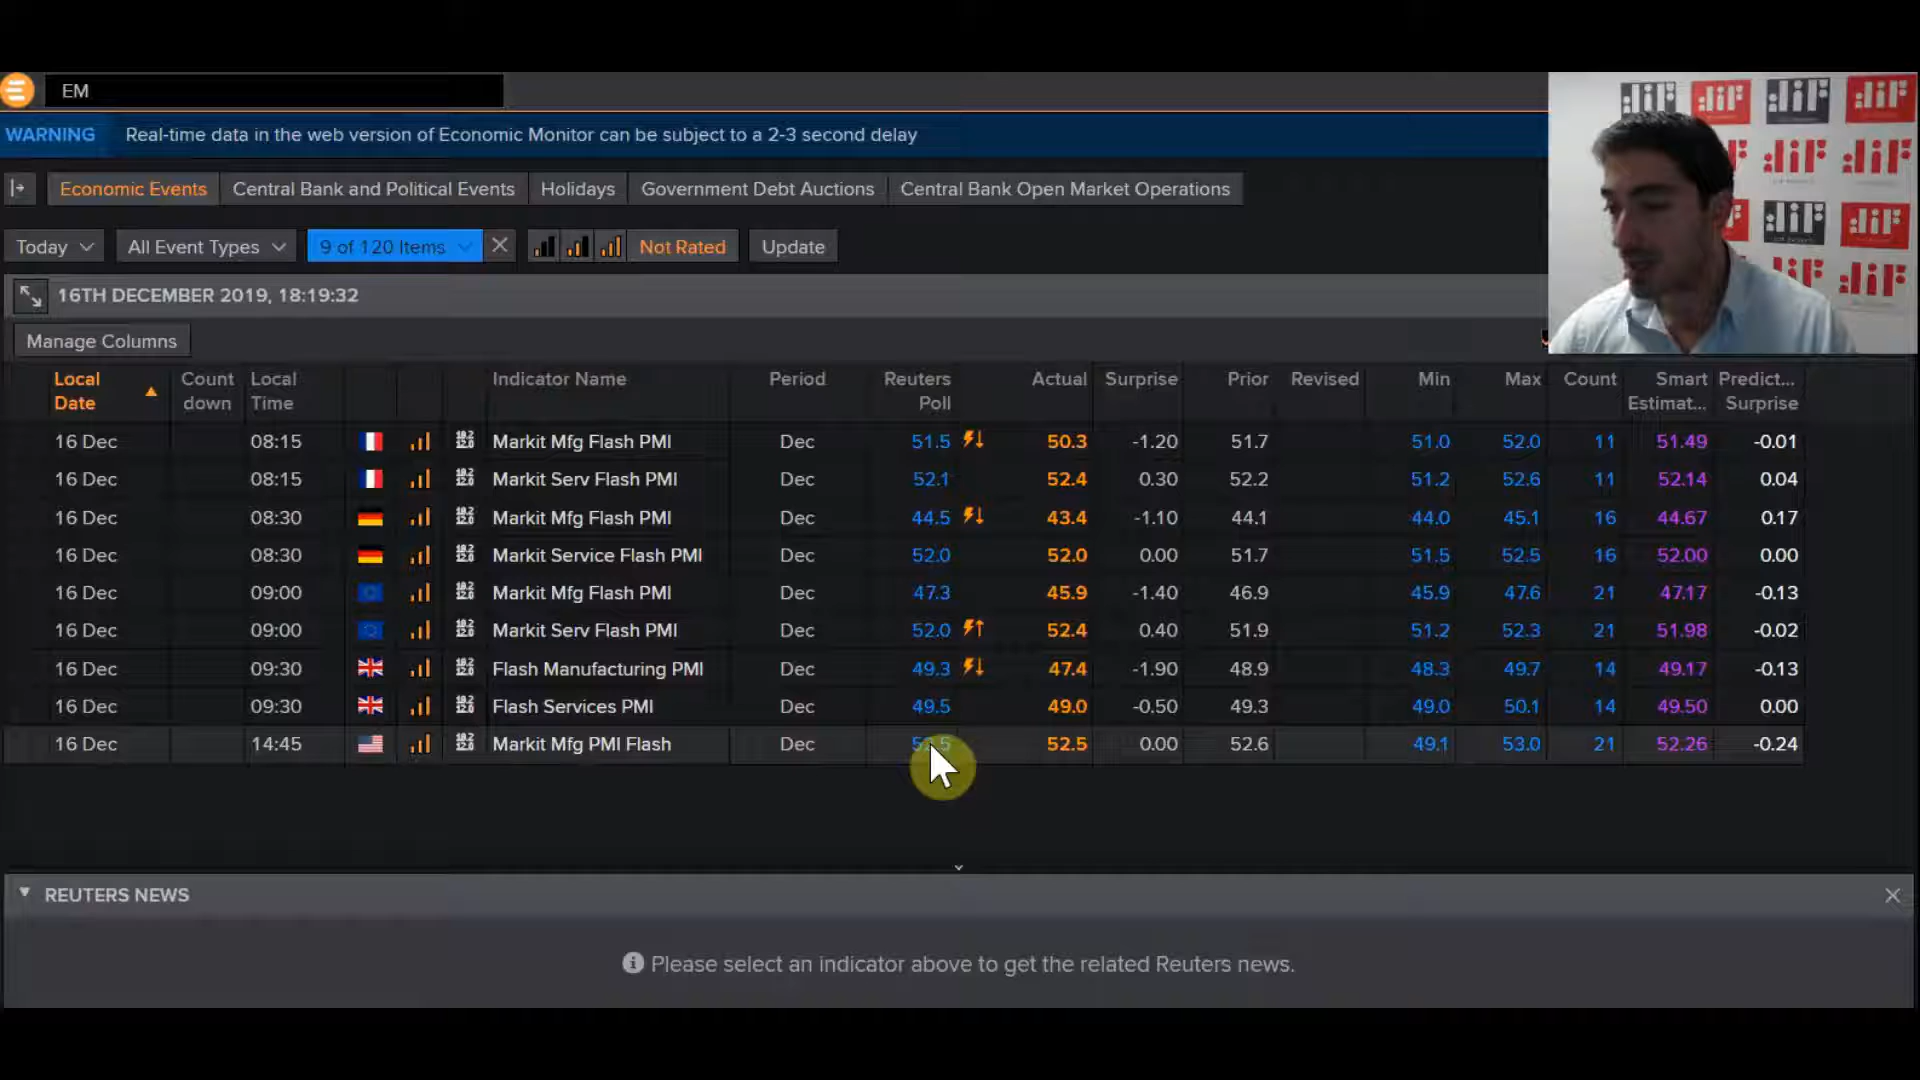 EM
WARNING Real-time data in the web version of Economic Monitor can be subject to a 2-3 second delay
Economic Events Central Bank and Political Events Holidays Government Debt Auctions Central Bank Open Market Operations
Today All Event Types 9 of 120 Items Not Rated Update
16TH DECEMBER 2019, 18:19:32
Manage Columns
Local Date Count down Local Time Indicator Name Period Reuters Poll Actual Surprise Prior Revised Min Max Count Smart Estimat... Predict... Surprise
16 Dec 08:15 Markit Mfg Flash PMI Dec 51.5 50.3 -1.20 51.7 51.0 52.0 11 51.49 -0.01
16 Dec 08:15 Markit Serv Flash PMI Dec 52.1 52.4 0.30 52.2 51.2 52.6 11 52.14 0.04
16 Dec 08:30 Markit Mfg Flash PMI Dec 44.5 43.4 -1.10 44.1 44.0 45.1 16 44.67 0.17
16 Dec 08:30 Markit Service Flash PMI Dec 52.0 52.0 0.00 51.7 51.5 52.5 16 52.00 0.00
16 Dec 09:00 Markit Mfg Flash PMI Dec 47.3 45.9 -1.40 46.9 45.9 47.6 21 47.17 -0.13
16 Dec 09:00 Markit Serv Flash PMI Dec 52.0 52.4 0.40 51.9 51.2 52.3 21 51.98 -0.02
16 Dec 09:30 Flash Manufacturing PMI Dec 49.3 47.4 -1.90 48.9 48.3 49.7 14 49.17 -0.13
16 Dec 09:30 Flash Services PMI Dec 49.5 49.0 -0.50 49.3 49.0 50.1 14 49.50 0.00
16 Dec 14:45 Markit Mfg PMI Flash Dec 52.5 0.00 52.6 49.1 53.0 21 52.26 -0.24
REUTERS NEWS
Please select an indicator above to get the related Reuters news.